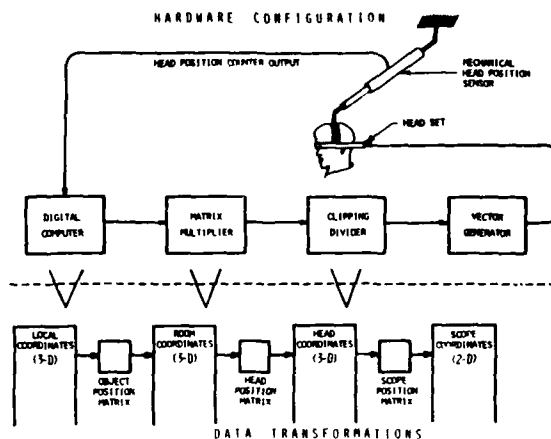 HARDWARE CONFIGURATION
HEAD POSITION COUNTER OUTPUT
MECHANICAL
HEAD POSITION
SENSOR
HEAD SET
DIGITAL
COMPUTER
MATRIX
MULTIPLIER
CLIPPING
DIVIDER
VECTOR
GENERATOR
LOCAL
COORDINATES
(3-D)
OBJECT
POSITION
MATRIX
ROOM
COORDINATES
(3-D)
HEAD
POSITION
MATRIX
HEAD
COORDINATES
(3-D)
SCOPE
POSITION
MATRIX
SCOPE
COORDINATES
(2-D)
DATA TRANSFORMATIONS